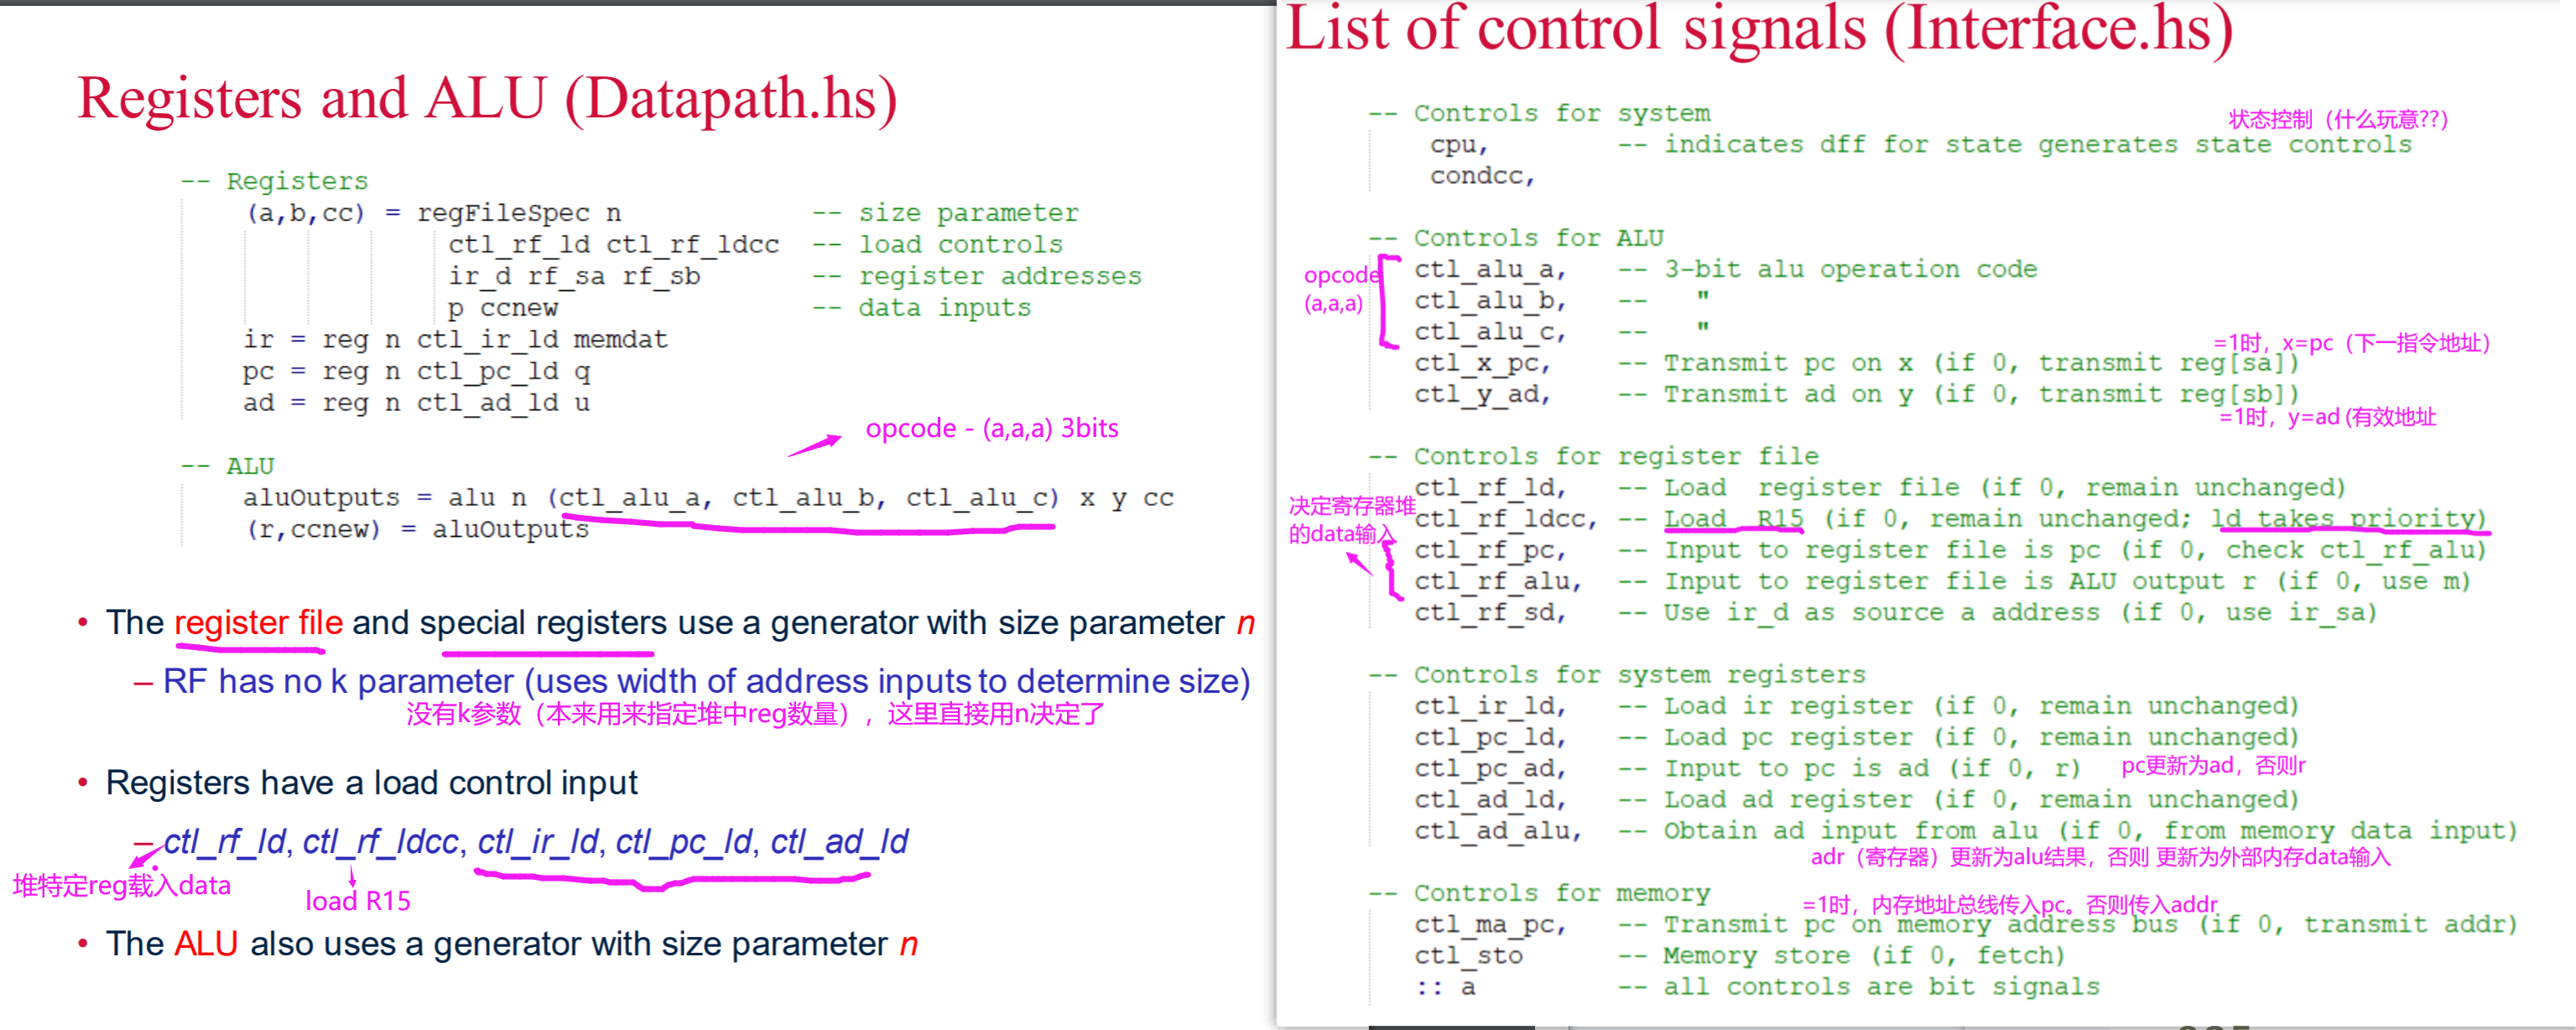 Registers and ALU (Datapath.hs)
-- Registers
(a,b,cc) = regFileSpec n -- size parameter
ctl_rf_ld ctl_rf_ldcc -- load controls
ir_d rf_sa rf_sb -- register addresses
p ccnew -- data inputs
ir = reg n ctl_ir_ld memdat
pc = reg n ctl_pc_ld q
ad = reg n ctl_ad_ld u
opcode - (a,a,a) 3bits
-- ALU
aluOutputs = alu n (ctl_alu_a, ctl_alu_b, ctl_alu_c) x y cc
(r,ccnew) = aluOutputs
• The register file and special registers use a generator with size parameter n
– RF has no k parameter (uses width of address inputs to determine size)
没有k参数（本来用来指定堆中reg数量），这里直接用n决定了
• Registers have a load control input
– ctl_rf_ld, ctl_rf_ldcc, ctl_ir_ld, ctl_pc_ld, ctl_ad_ld
堆特定reg载入data
load R15
• The ALU also uses a generator with size parameter n
List of control signals (Interface.hs)
-- Controls for system
状态控制（什么玩意??）
cpu, -- indicates dff for state generates state controls
condcc,
-- Controls for ALU
opcode
(a,a,a)
ctl_alu_a, -- 3-bit alu operation code
ctl_alu_b, -- "
ctl_alu_c, -- "
=1时，x=pc（下一指令地址）
ctl_x_pc, -- Transmit pc on x (if 0, transmit reg[sa])
ctl_y_ad, -- Transmit ad on y (if 0, transmit reg[sb])
=1时，y=ad (有效地址
-- Controls for register file
决定寄存器堆
的data输入
ctl_rf_ld, -- Load register file (if 0, remain unchanged)
ctl_rf_ldcc, -- Load R15 (if 0, remain unchanged; ld takes priority)
ctl_rf_pc, -- Input to register file is pc (if 0, check ctl_rf_alu)
ctl_rf_alu, -- Input to register file is ALU output r (if 0, use m)
ctl_rf_sd, -- Use ir_d as source a address (if 0, use ir_sa)
-- Controls for system registers
ctl_ir_ld, -- Load ir register (if 0, remain unchanged)
ctl_pc_ld, -- Load pc register (if 0, remain unchanged)
ctl_pc_ad, -- Input to pc is ad (if 0, r) pc更新为ad，否则r
ctl_ad_ld, -- Load ad register (if 0, remain unchanged)
ctl_ad_alu, -- Obtain ad input from alu (if 0, from memory data input)
adr（寄存器）更新为alu结果，否则 更新为外部内存data输入
-- Controls for memory
=1时，内存地址总线传入pc。否则传入addr
ctl_ma_pc, -- Transmit pc on memory address bus (if 0, transmit addr)
ctl_sto -- Memory store (if 0, fetch)
:: a -- all controls are bit signals